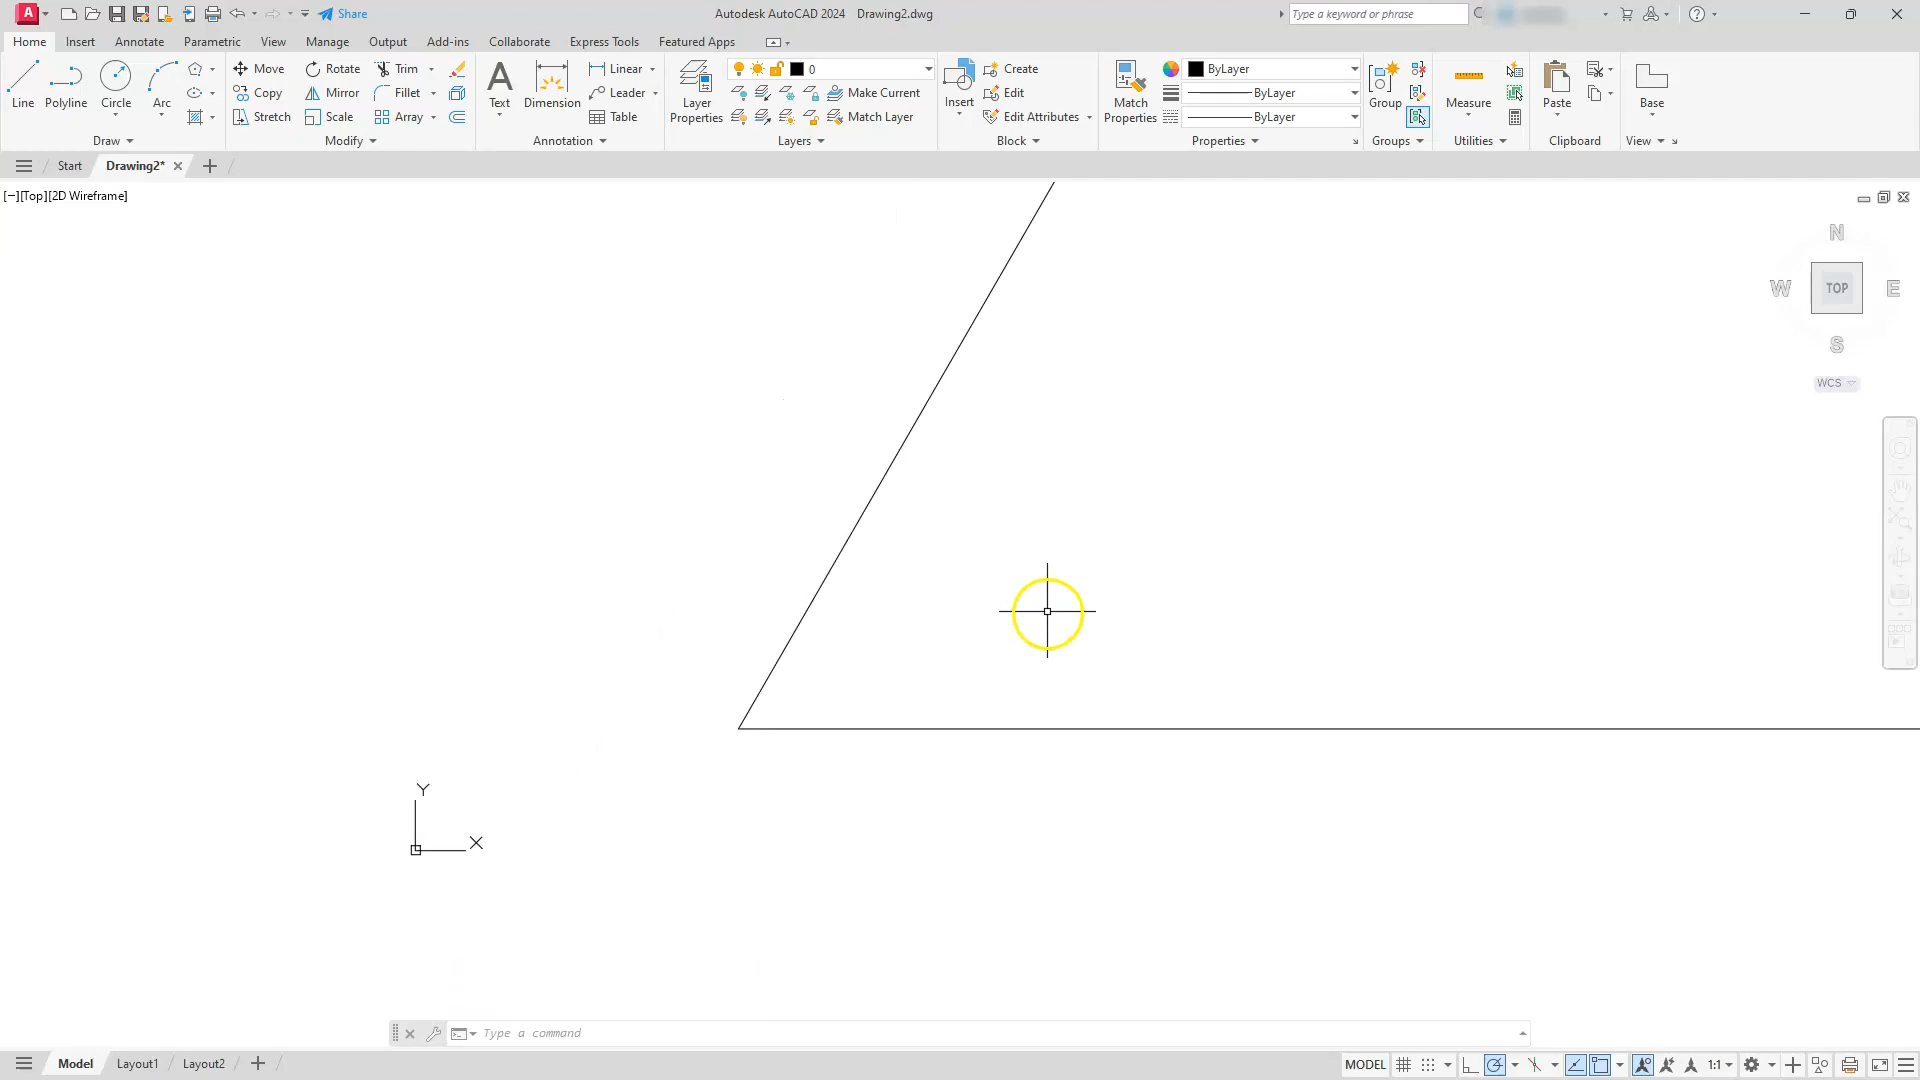 A Share Autodesk AutoCAD 2024 Drawing2.dwg Type a keyword or phrase
Home Insert Annotate Parametric View Manage Output Add-ins Collaborate Express Tools Featured Apps
Move Rotate Trim Linear 0 Create ByLayer
Copy Mirror Fillet Leader Make Current Edit ByLayer
Line Polyline Circle Arc Text Dimension Layer Properties Insert Match Properties Group Measure Paste Base
Stretch Scale Array Table Match Layer Edit Attributes ByLayer
Draw Modify Annotation Layers Block Properties Groups Utilities Clipboard View
Start Drawing2*
[−][Top][2D Wireframe]
N
W TOP E
S
WCS
Y
X
Type a command
Model Layout1 Layout2 MODEL 1:1